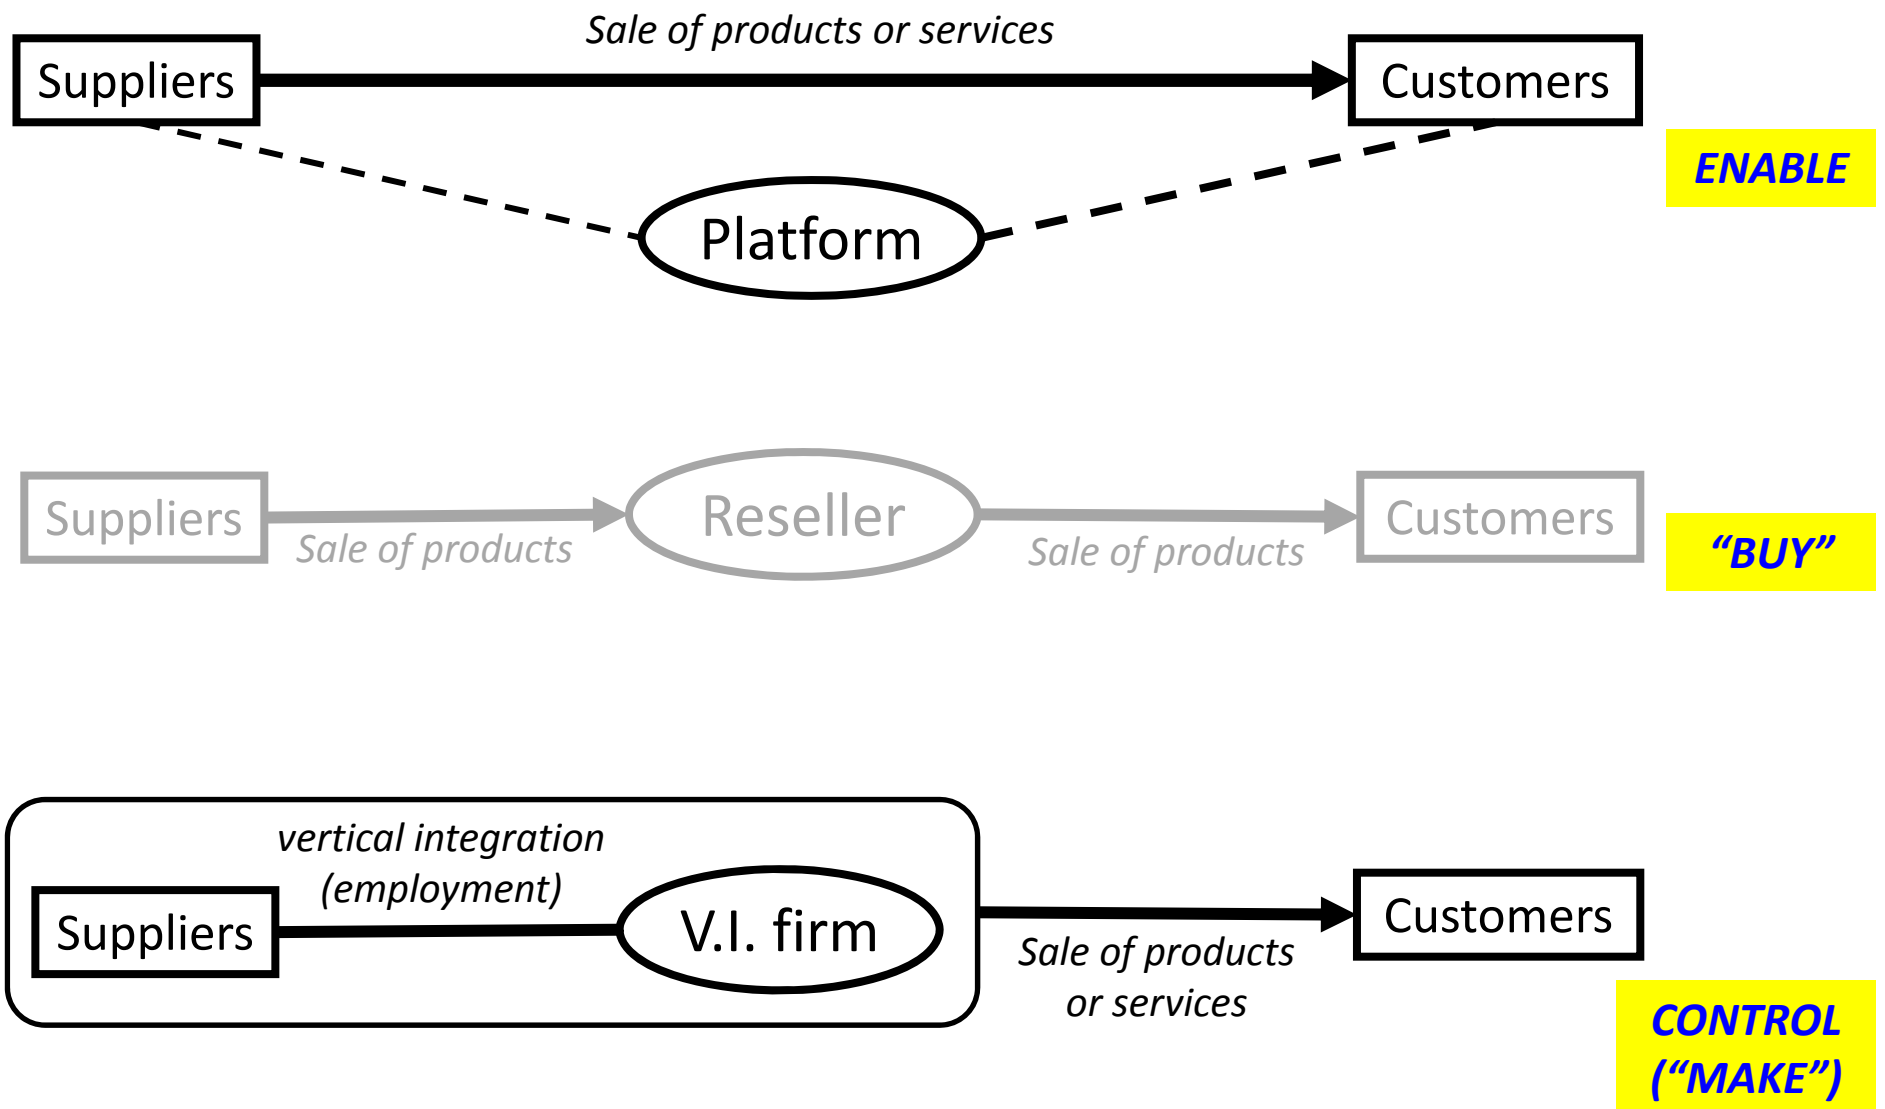 Sale of products or services
Suppliers
Customers
ENABLE
Platform
Suppliers
Sale of products
Reseller
Sale of products
Customers
“BUY”
vertical integration
(employment)
Suppliers
V.I. firm
Sale of products
or services
Customers
CONTROL
(“MAKE”)